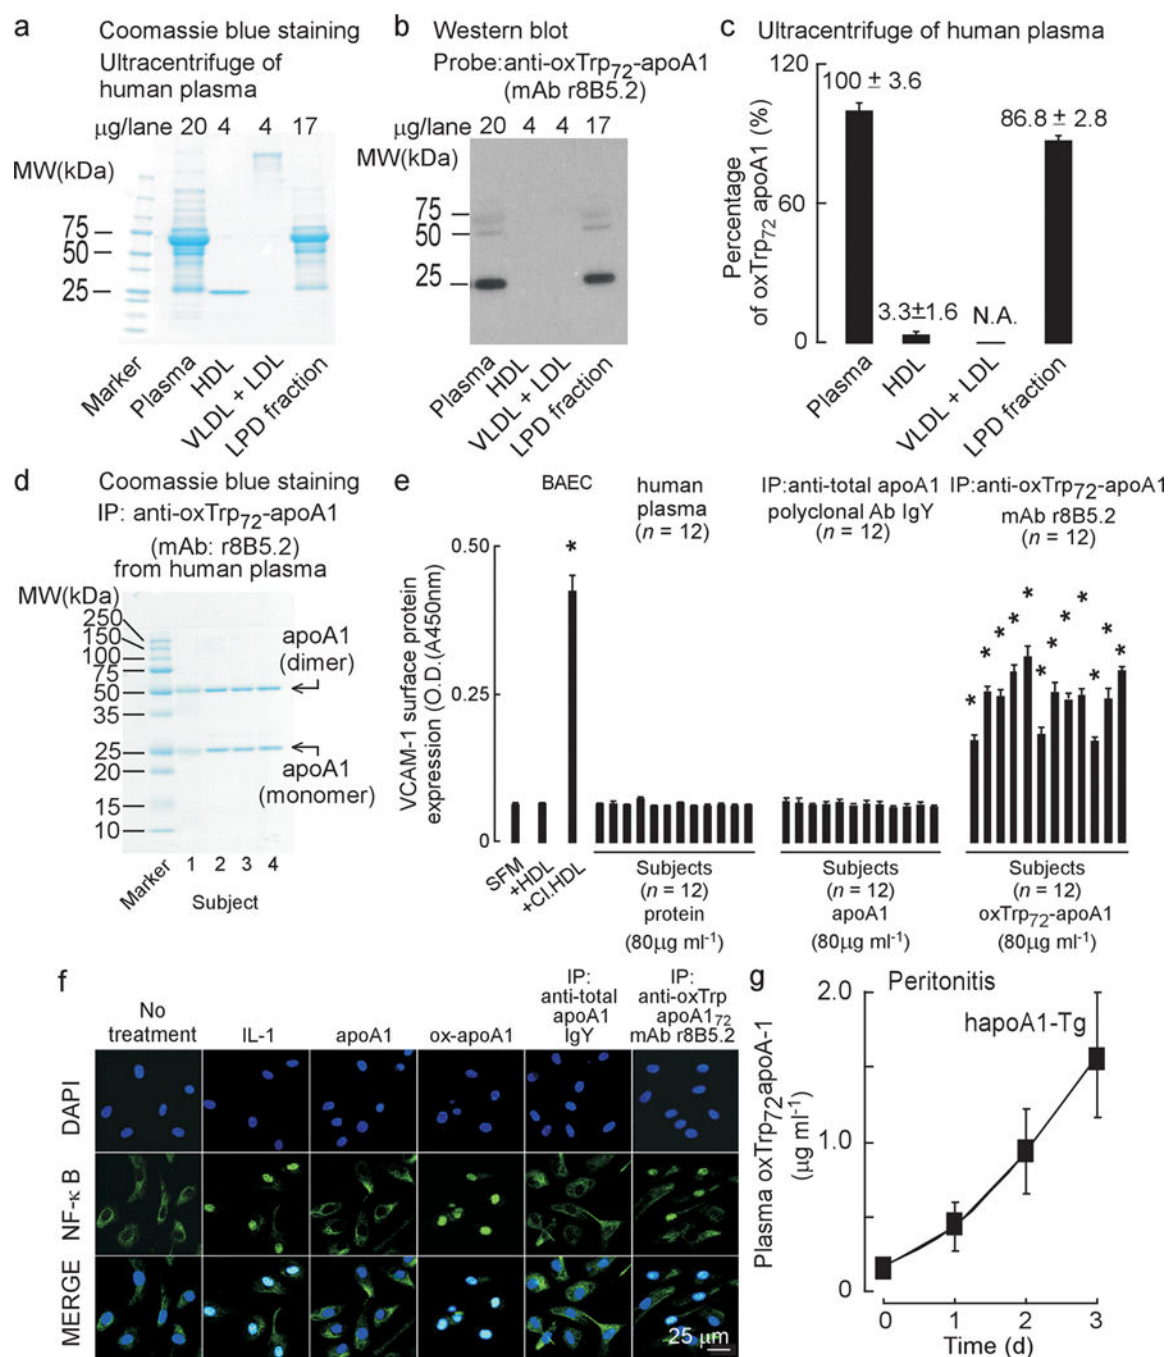 a
Coomassie blue staining
Ultracentrifuge of
human plasma
μg/lane 20 4 4 17
MW(kDa)
75
50
25
Marker
Plasma
HDL
VLDL + LDL
LPD fraction
b
Western blot
Probe:anti-oxTrp72-apoA1
(mAb r8B5.2)
μg/lane 20 4 4 17
MW(kDa)
75
50
25
Plasma
HDL
VLDL + LDL
LPD fraction
c
Ultracentrifuge of human plasma
Percentage
of oxTrp72 apoA1 (%)
120
60
0
100 ± 3.6
3.3±1.6
N.A.
86.8 ± 2.8
Plasma
HDL
VLDL + LDL
LPD fraction
d
Coomassie blue staining
IP: anti-oxTrp72-apoA1
(mAb: r8B5.2)
from human plasma
MW(kDa)
250
150
100
75
50
35
25
20
15
10
apoA1
(dimer)
apoA1
(monomer)
Marker
1 2 3 4
Subject
e
BAEC
human
plasma
(n = 12)
IP:anti-total apoA1
polyclonal Ab IgY
(n = 12)
IP:anti-oxTrp72-apoA1
mAb r8B5.2
(n = 12)
VCAM-1 surface protein
expression (O.D.(A450nm)
0.50
0.25
0
*
* * * * * * * * * * * *
SFM
+HDL
+Cl.HDL
Subjects
(n = 12)
protein
(80μg ml-1)
Subjects
(n = 12)
apoA1
(80μg ml-1)
Subjects
(n = 12)
oxTrp72-apoA1
(80μg ml-1)
f
No
treatment
IL-1
apoA1
ox-apoA1
IP:
anti-total
apoA1
IgY
IP:
anti-oxTrp
apoA172
mAb r8B5.2
DAPI
NF-κ B
MERGE
25 μm
g
Peritonitis
hapoA1-Tg
Plasma oxTrp72apoA-1
(μg ml-1)
2.0
1.0
0
0 1 2 3
Time (d)